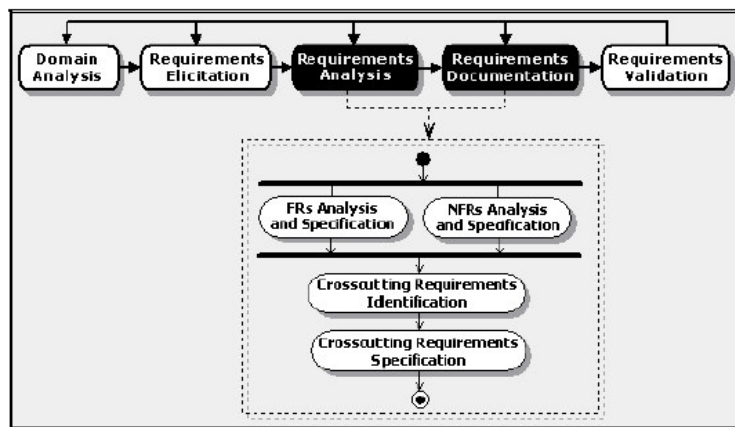 Domain
Analysis
Requirements
Elicitation
Requirements
Analysis
Requirements
Documentation
Requirements
Validation
FRs Analysis
and Specification
NFRs Analysis
and Specification
Crosscutting Requirements
Identification
Crosscutting Requirements
Specification